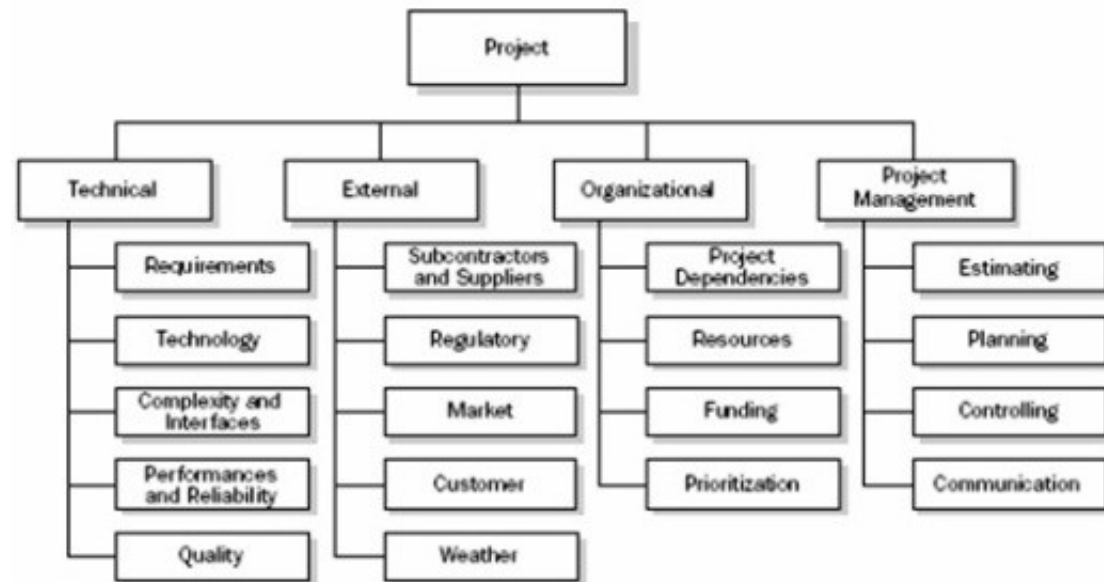 Project
Technical
External
Organizational
Project
Management
Requirements
Technology
Complexity and
Interfaces
Performances
and Reliability
Quality
Subcontractors
and Suppliers
Regulatory
Market
Customer
Weather
Project
Dependencies
Resources
Funding
Prioritization
Estimating
Planning
Controlling
Communication